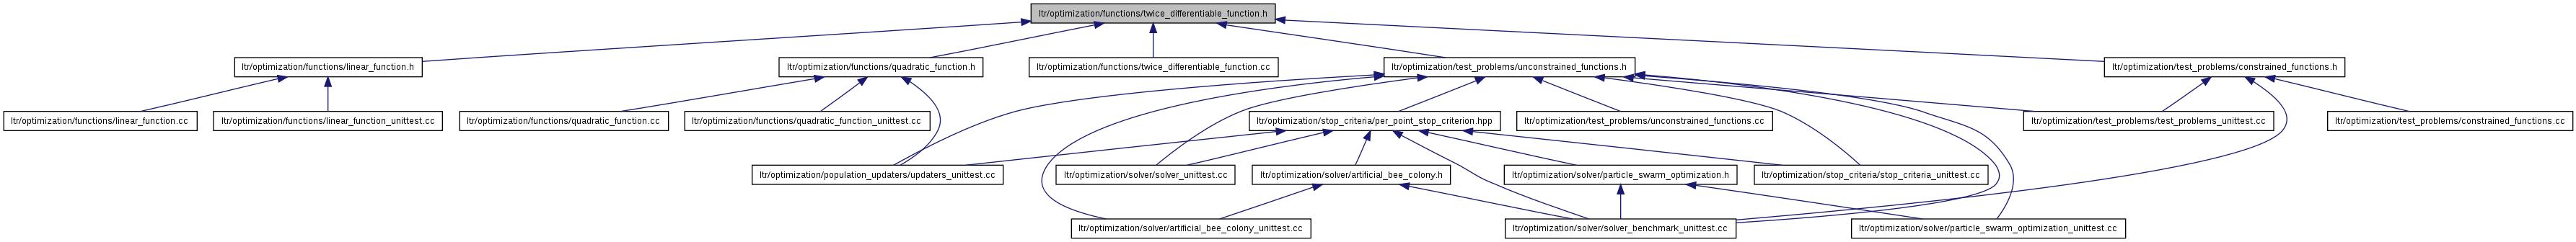 ltr/optimization/functions/twice_differentiable_function.h
ltr/optimization/functions/linear_function.h
ltr/optimization/functions/quadratic_function.h
ltr/optimization/functions/twice_differentiable_function.cc
ltr/optimization/test_problems/unconstrained_functions.h
ltr/optimization/test_problems/constrained_functions.h
ltr/optimization/functions/linear_function.cc
ltr/optimization/functions/linear_function_unittest.cc
ltr/optimization/functions/quadratic_function.cc
ltr/optimization/functions/quadratic_function_unittest.cc
ltr/optimization/stop_criteria/per_point_stop_criterion.hpp
ltr/optimization/test_problems/unconstrained_functions.cc
ltr/optimization/test_problems/test_problems_unittest.cc
ltr/optimization/test_problems/constrained_functions.cc
ltr/optimization/population_updaters/updaters_unittest.cc
ltr/optimization/solver/solver_unittest.cc
ltr/optimization/solver/artificial_bee_colony.h
ltr/optimization/solver/particle_swarm_optimization.h
ltr/optimization/stop_criteria/stop_criteria_unittest.cc
ltr/optimization/solver/artificial_bee_colony_unittest.cc
ltr/optimization/solver/solver_benchmark_unittest.cc
ltr/optimization/solver/particle_swarm_optimization_unittest.cc